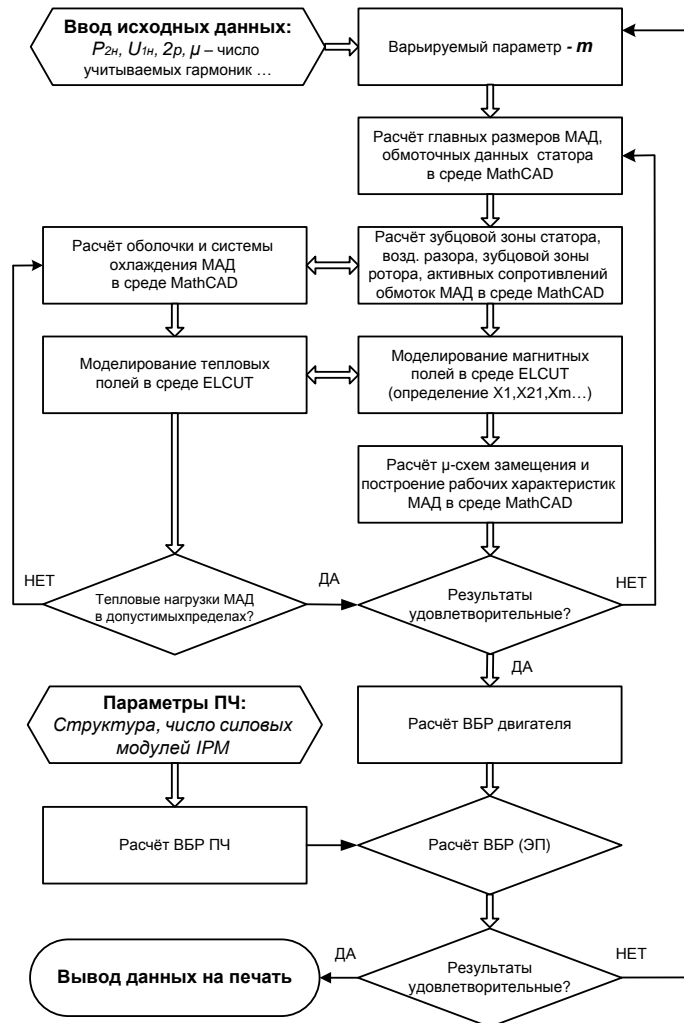 Ввод исходных данных:
P2н, U1н, 2p, μ – число
учитываемых гармоник …
Варьируемый параметр - m
Расчёт главных размеров МАД,
обмоточных данных статора
в среде MathCAD
Расчёт оболочки и системы
охлаждения МАД
в среде MathCAD
Расчёт зубцовой зоны статора,
возд. разора, зубцовой зоны
ротора, активных сопротивлений
обмоток МАД в среде MathCAD
Моделирование тепловых
полей в среде ELCUT
Моделирование магнитных
полей в среде ELCUT
(определение X1,X21,Xm…)
Расчёт μ-схем замещения и
построение рабочих характеристик
МАД в среде MathCAD
НЕТ
Тепловые нагрузки МАД
в допустимыхпределах?
ДА
Результаты
удовлетворительные?
НЕТ
ДА
Параметры ПЧ:
Структура, число силовых
модулей IPM
Расчёт ВБР двигателя
Расчёт ВБР ПЧ
Расчёт ВБР (ЭП)
Вывод данных на печать
ДА
Результаты
удовлетворительные?
НЕТ